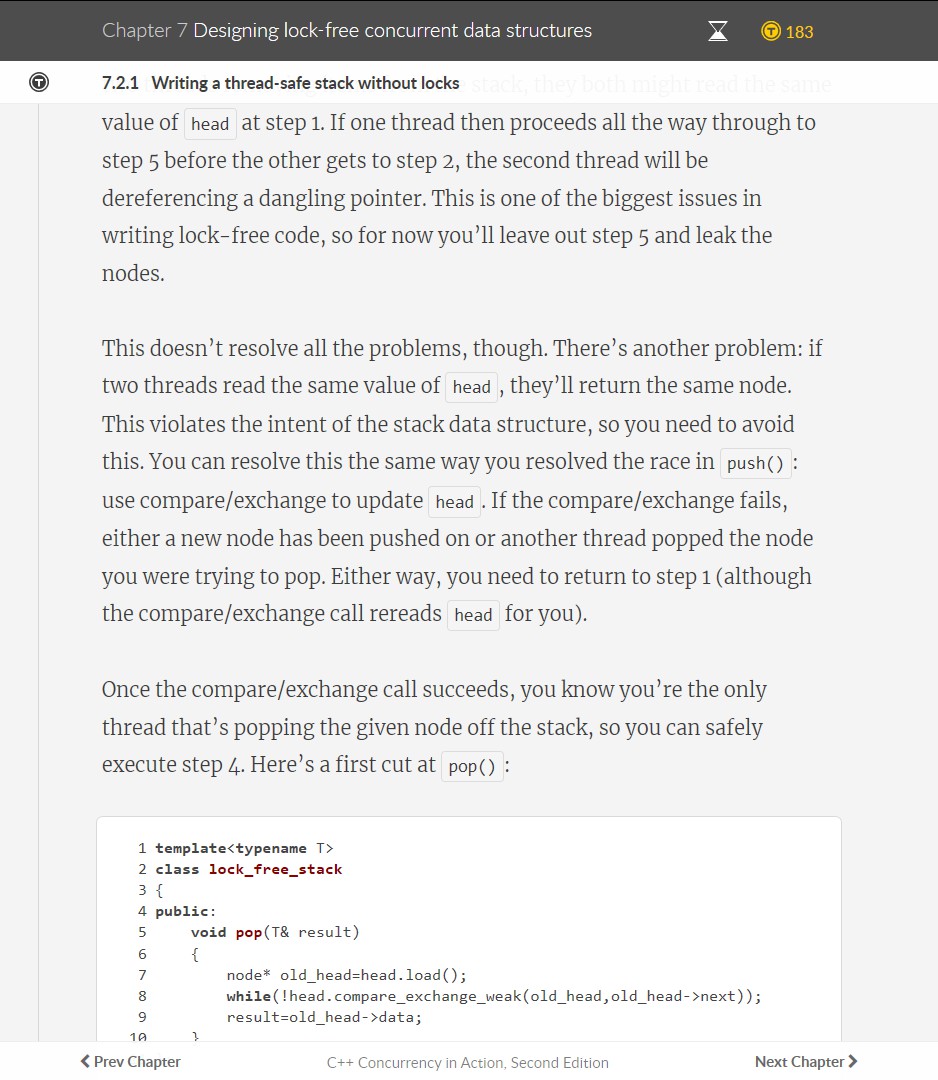 Chapter 7 Designing lock-free concurrent data structures
183
7.2.1 Writing a thread-safe stack without locks
the stack, they both might read the same
value of head at step 1. If one thread then proceeds all the way through to
step 5 before the other gets to step 2, the second thread will be
dereferencing a dangling pointer. This is one of the biggest issues in
writing lock-free code, so for now you’ll leave out step 5 and leak the
nodes.
This doesn’t resolve all the problems, though. There’s another problem: if
two threads read the same value of head , they’ll return the same node.
This violates the intent of the stack data structure, so you need to avoid
this. You can resolve this the same way you resolved the race in push() :
use compare/exchange to update head . If the compare/exchange fails,
either a new node has been pushed on or another thread popped the node
you were trying to pop. Either way, you need to return to step 1 (although
the compare/exchange call rereads head for you).
Once the compare/exchange call succeeds, you know you’re the only
thread that’s popping the given node off the stack, so you can safely
execute step 4. Here’s a first cut at pop() :
1 template<typename T>
2 class lock_free_stack
3 {
4 public:
5     void pop(T& result)
6     {
7         node* old_head=head.load();
8         while(!head.compare_exchange_weak(old_head,old_head->next));
9         result=old_head->data;
10     }
Prev Chapter
C++ Concurrency in Action, Second Edition
Next Chapter